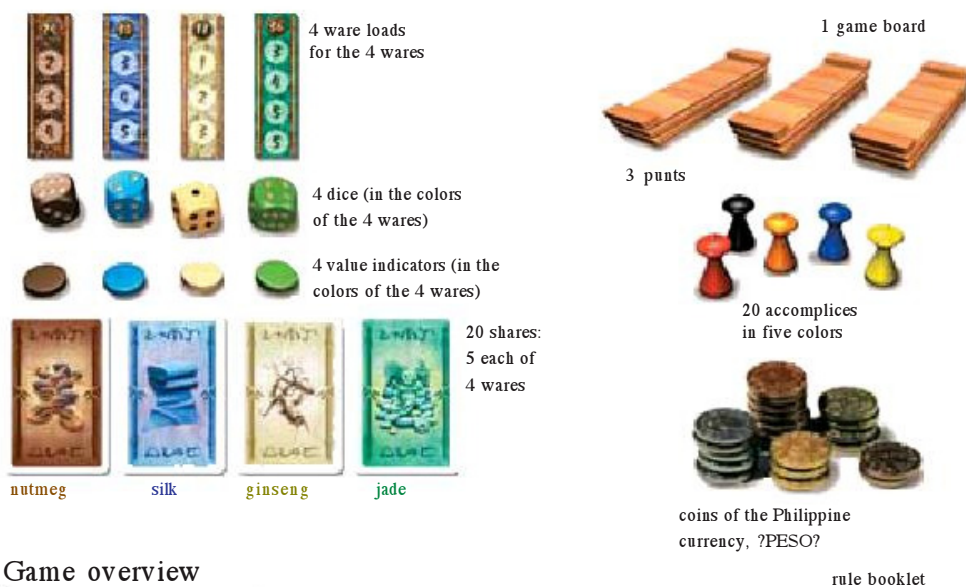 4 ware loads
for the 4 wares
4 dice (in the colors
of the 4 wares)
4 value indicators (in the
colors of the 4 wares)
20 shares:
5 each of
4 wares
nutmeg
silk
ginseng
jade
1 game board
3 punts
20 accomplices
in five colors
coins of the Philippine
currency, ?PESO?
Game overview
rule booklet